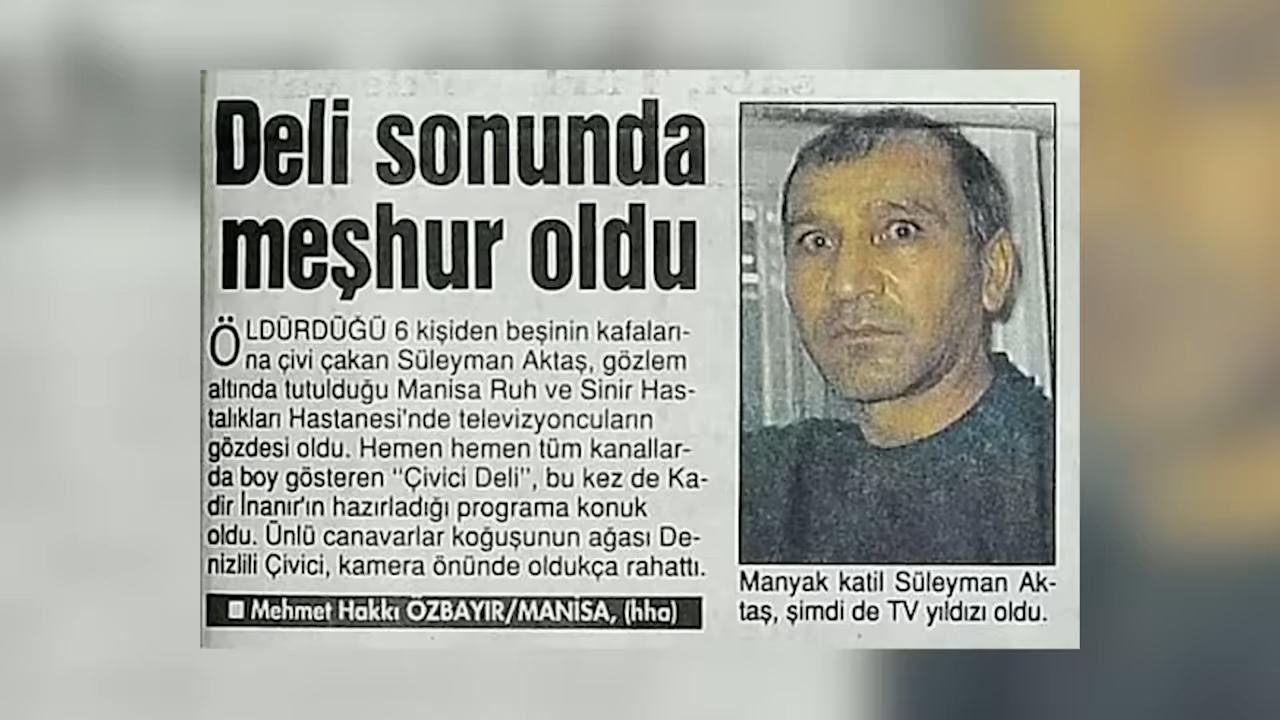 Deli sonunda
meşhur oldu
ÖLDÜRDÜĞÜ 6 kişiden beşinin kafaları-
na çivi çakan Süleyman Aktaş, gözlem
altında tutulduğu Manisa Ruh ve Sinir Has-
talıkları Hastanesi'nde televizyoncuların
gözdesi oldu. Hemen hemen tüm kanallar-
da boy gösteren "Çivici Deli", bu kez de Ka-
dir İnanır'ın hazırladığı programa konuk
oldu. Ünlü canavarlar koğuşunun ağası De-
nizlili Çivici, kamera önünde oldukça rahattı.
■ Mehmet Hakkı ÖZBAYIR/MANİSA, (hha)
Manyak katil Süleyman Ak-
taş, şimdi de TV yıldızı oldu.